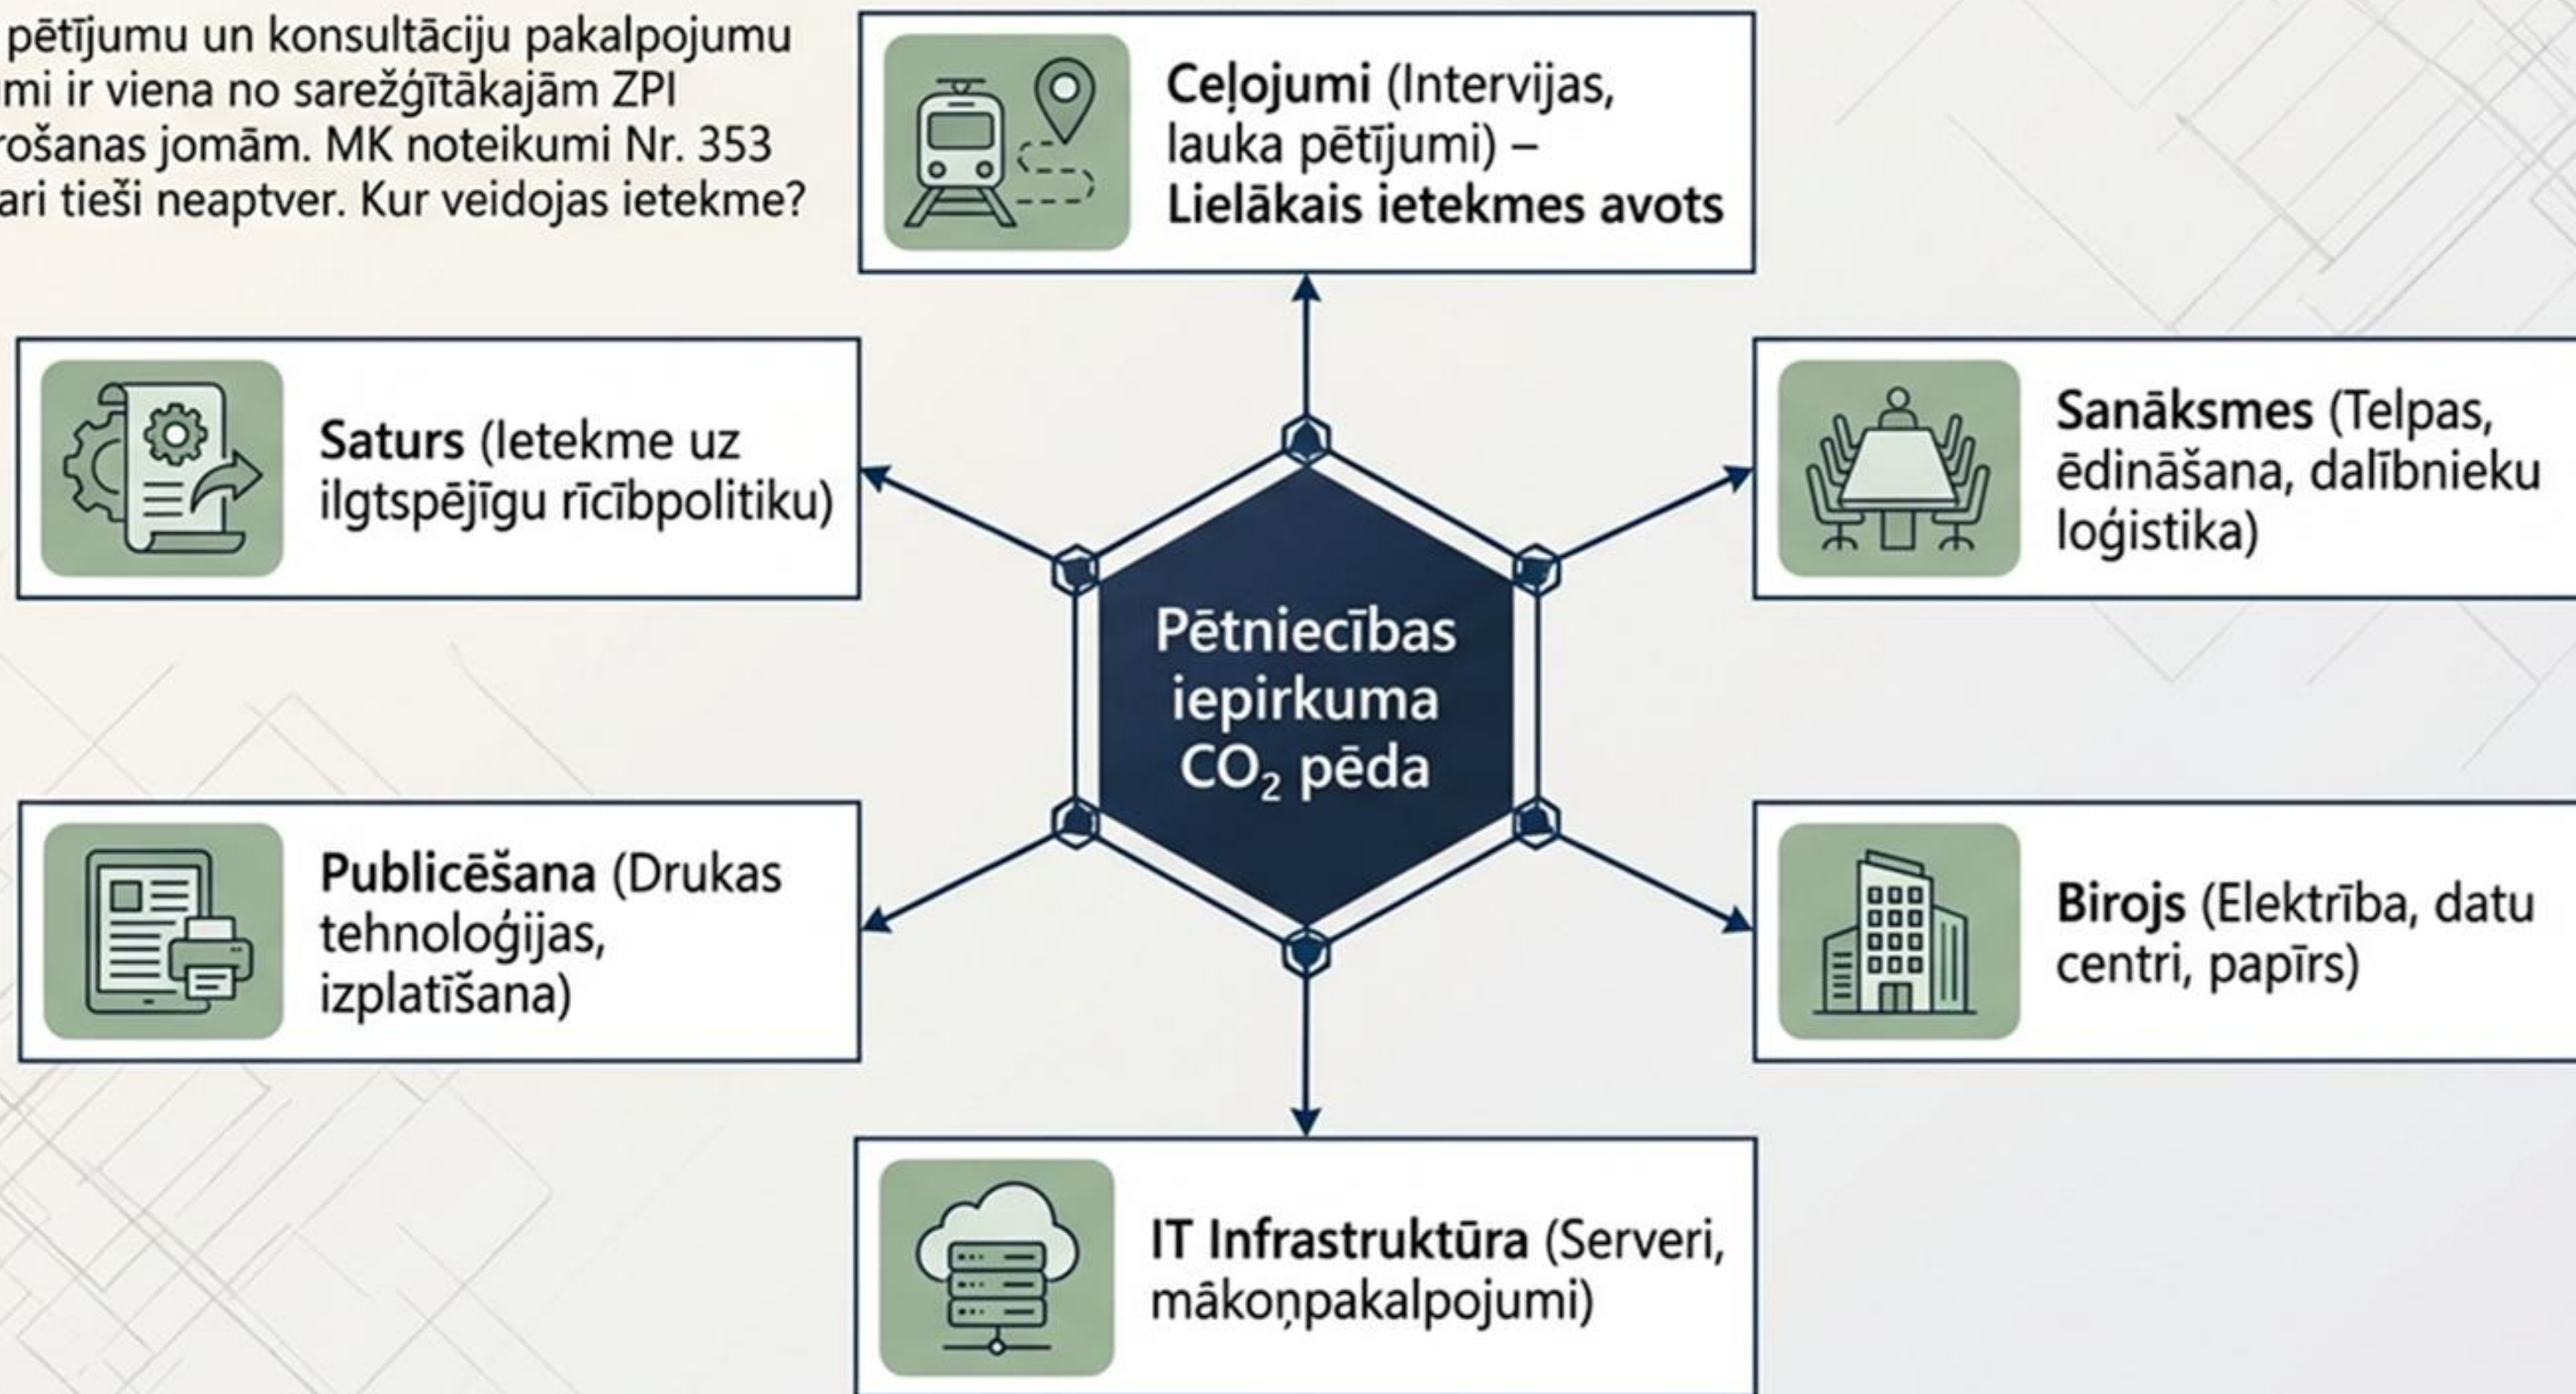 pētījumu un konsultāciju pakalpojumu
mi ir viena no sarežģītākajām ZPI
rošanas jomām. MK noteikumi Nr. 353
ari tieši neaptver. Kur veidojas ietekme?
Ceļojumi (Intervijas,
lauka pētījumi) –
Lielākais ietekmes avots
Saturs (Ietekme uz
ilgtspējīgu rīcībpolitiku)
Sanāksmes (Telpas,
ēdināšana, dalībnieku
loģistika)
Pētniecības
iepirkuma
CO₂ pēda
Publicēšana (Drukas
tehnoloģijas,
izplatīšana)
Birojs (Elektrība, datu
centri, papīrs)
IT Infrastruktūra (Serveri,
mākoņpakalpojumi)